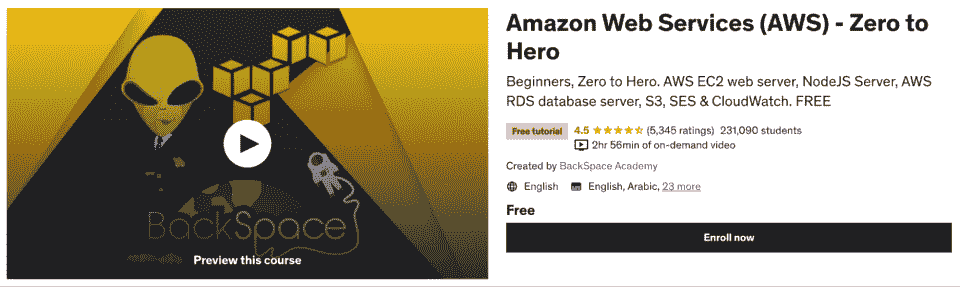 BackSpace
Preview this course
Amazon Web Services (AWS) - Zero to
Hero
Beginners, Zero to Hero. AWS EC2 web server, NodeJS Server, AWS
RDS database server, S3, SES & CloudWatch. FREE
Free tutorial 4.5 (5,345 ratings) 231,090 students
2hr 56min of on-demand video
Created by BackSpace Academy
English English, Arabic, 23 more
Free
Enroll now